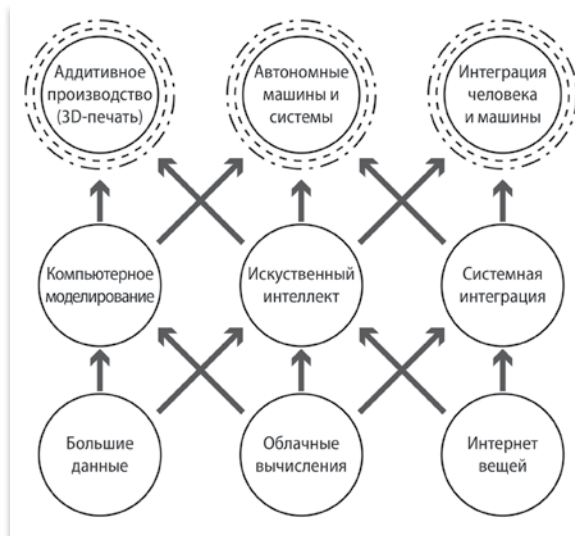 Аддитивное
производство
(3D-печать)
Автономные
машины и
системы
Интеграция
человека
и машины
Компьютерное
моделирование
Искуственный
интеллект
Системная
интеграция
Большие
данные
Облачные
вычисления
Интернет
вещей